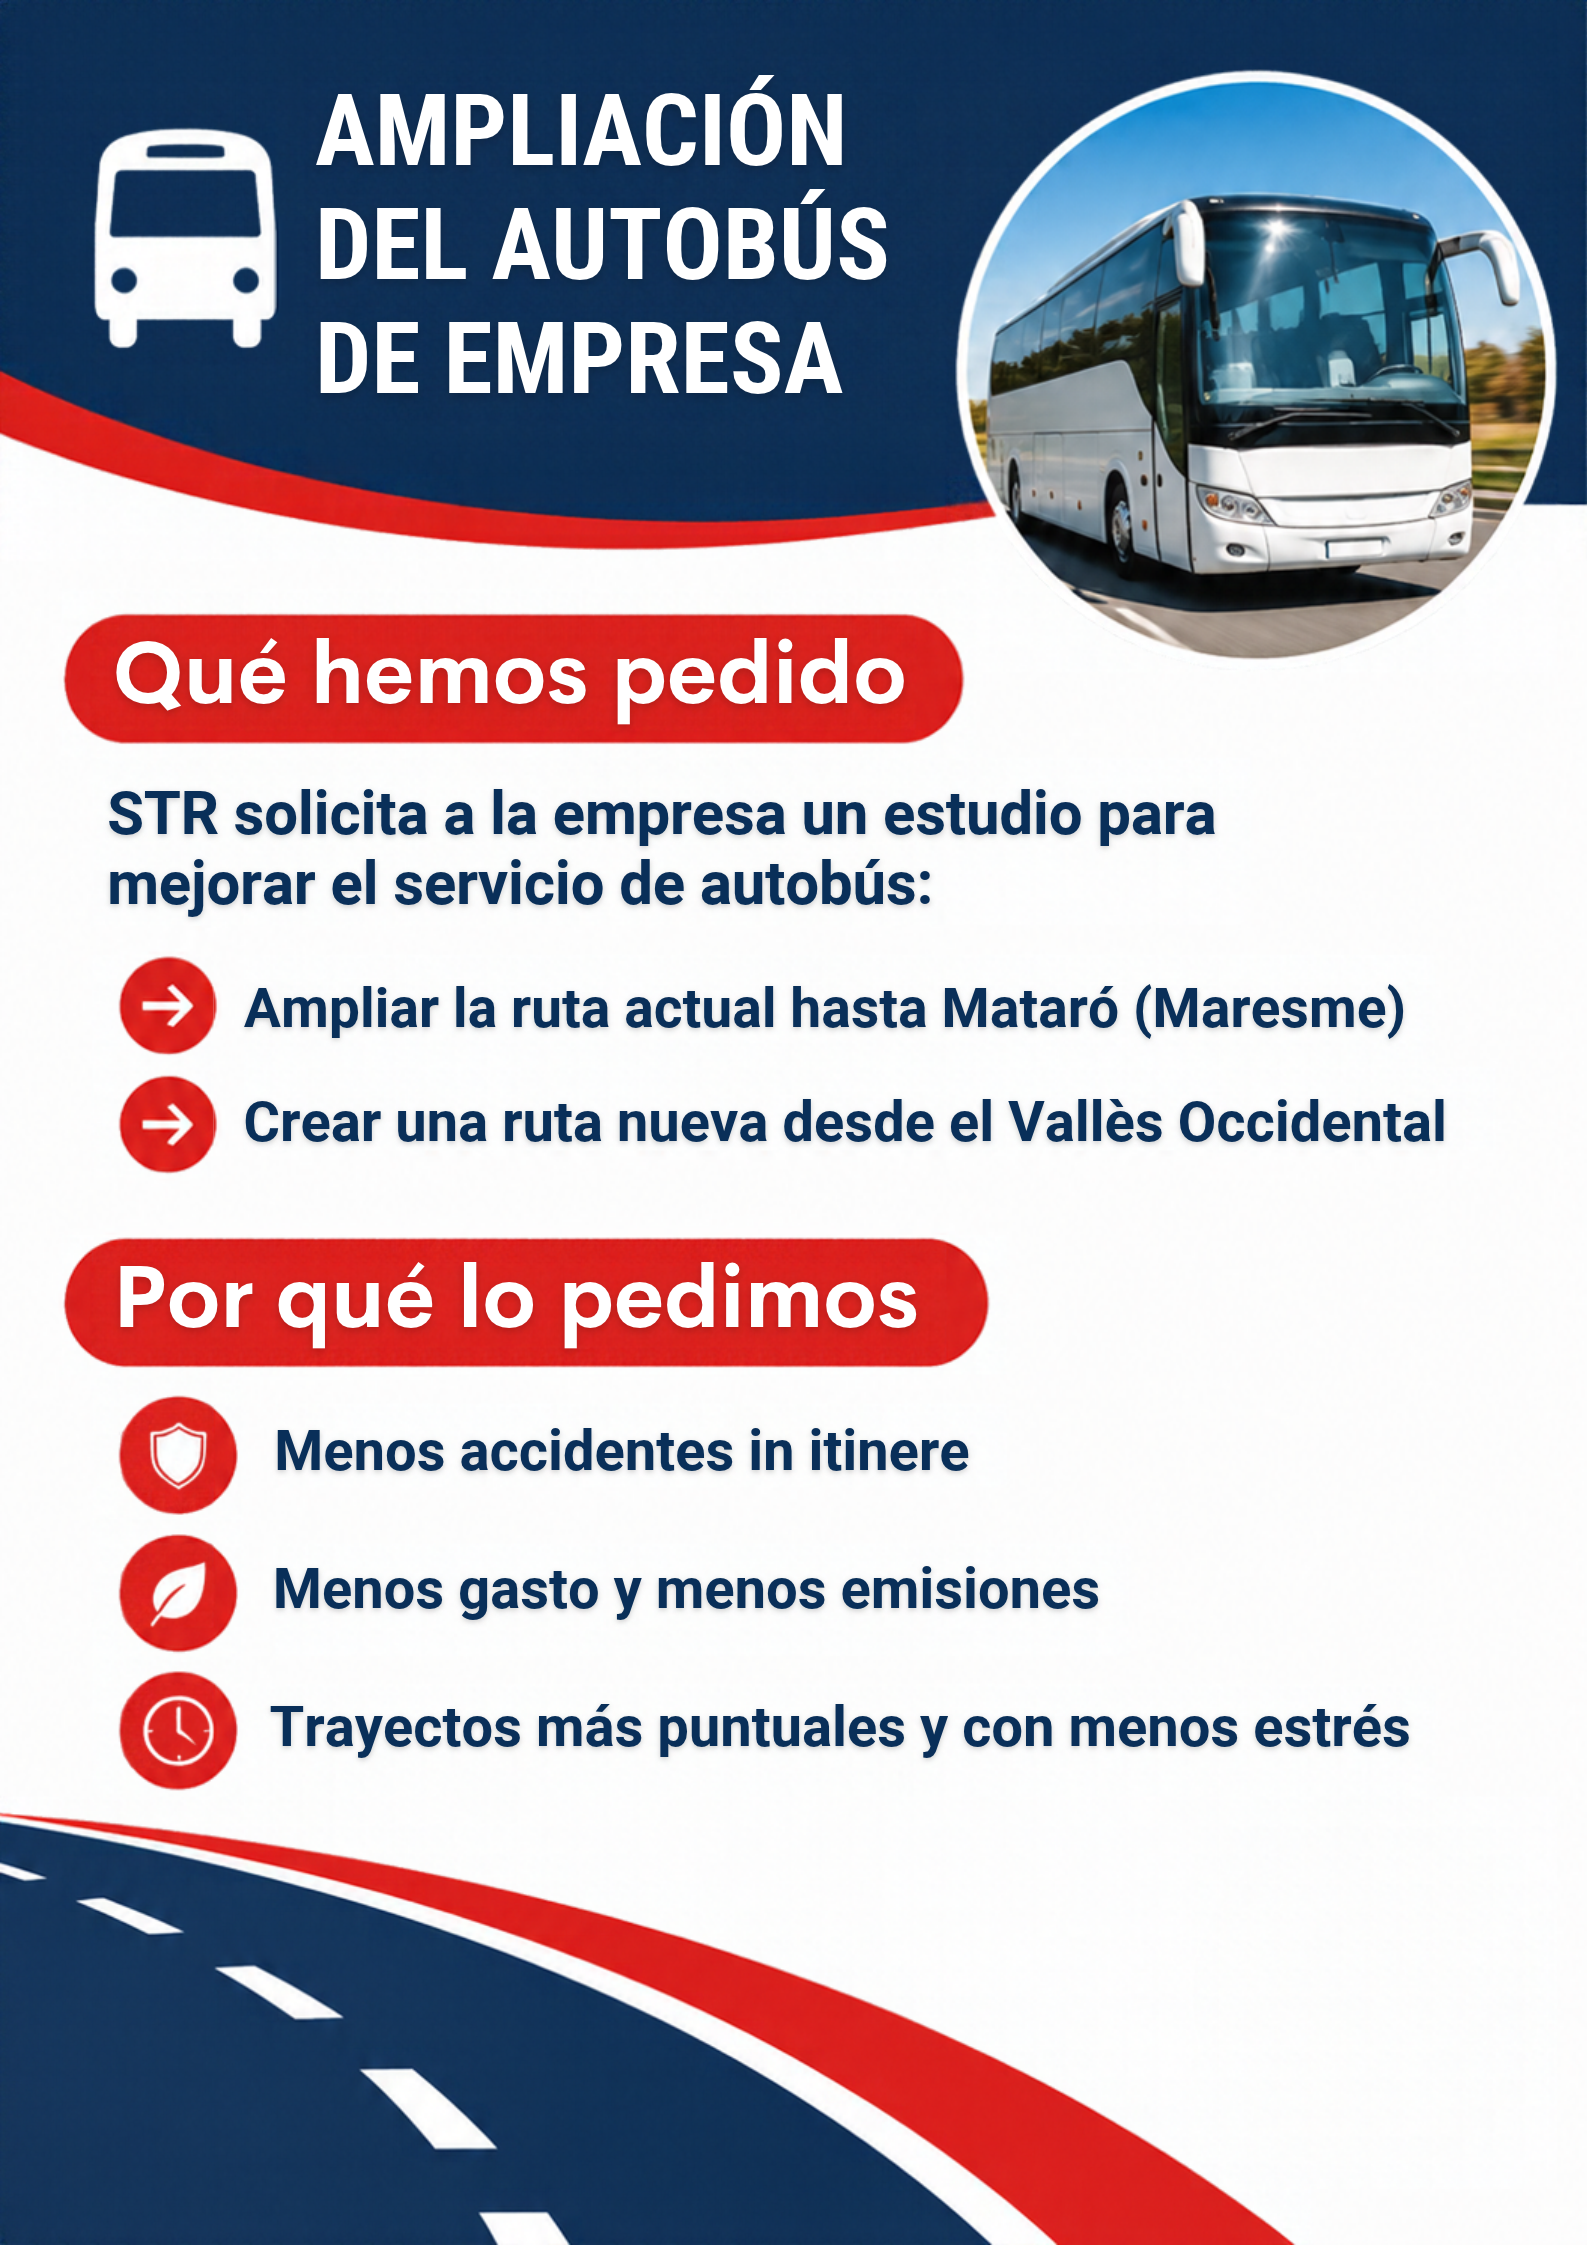 AMPLIACIÓN
DEL AUTOBÚS
DE EMPRESA
Qué hemos pedido
STR solicita a la empresa un estudio para
mejorar el servicio de autobús:
Ampliar la ruta actual hasta Mataró (Maresme)
Crear una ruta nueva desde el Vallès Occidental
Por qué lo pedimos
Menos accidentes in itinere
Menos gasto y menos emisiones
Trayectos más puntuales y con menos estrés